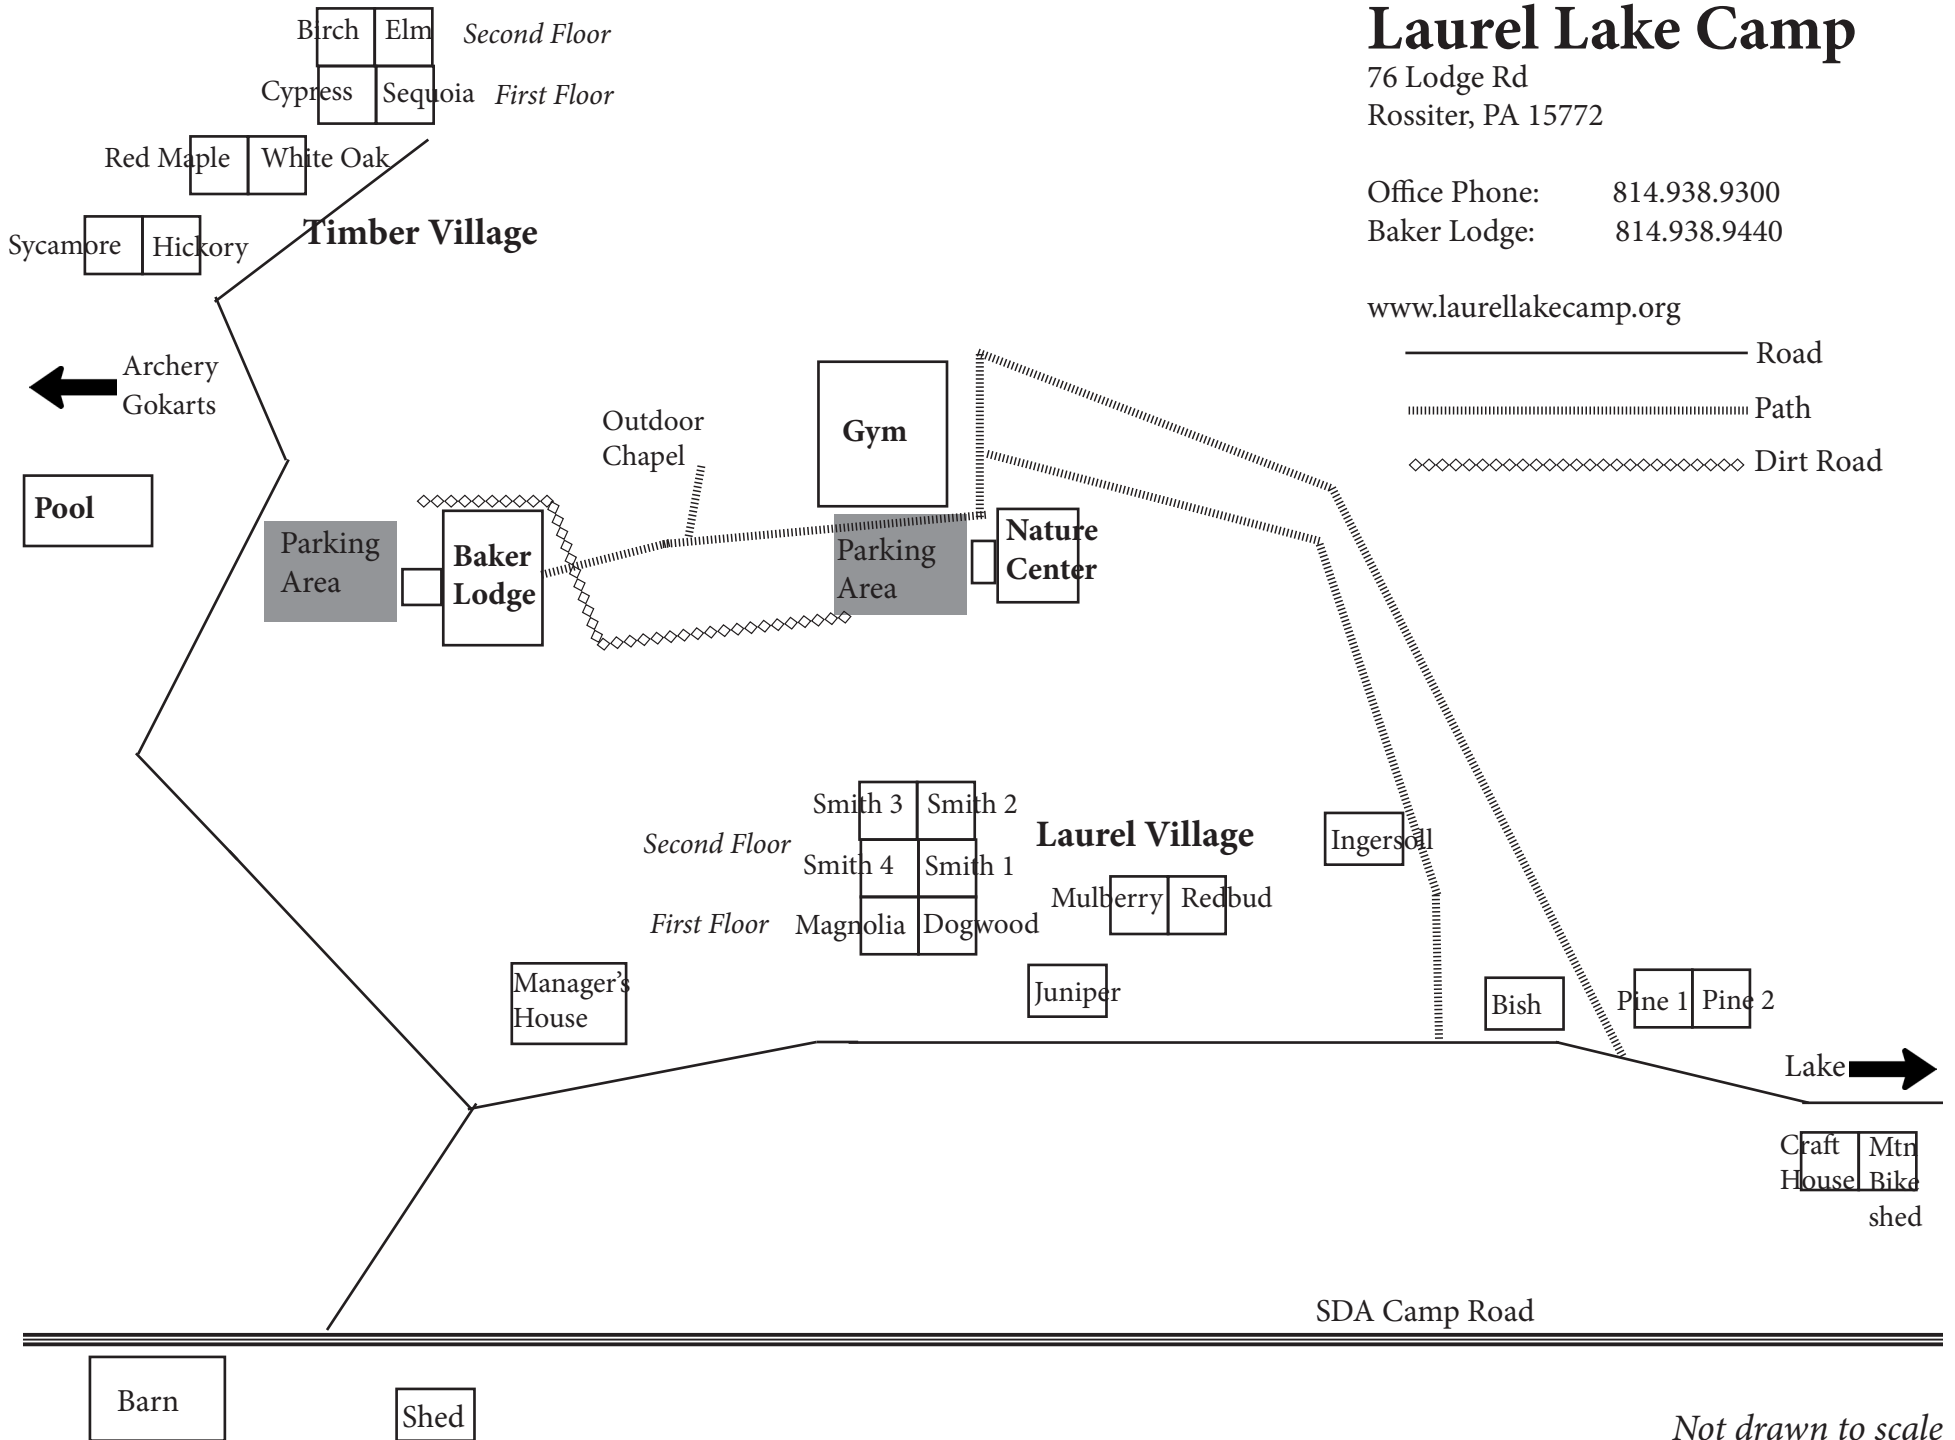 Laurel Lake Camp
76 Lodge Rd
Rossiter, PA 15772
Office Phone: 814.938.9300
Baker Lodge: 814.938.9440
www.laurellakecamp.org
Road
Path
Dirt Road
Birch Elm Second Floor
Cypress Sequoia First Floor
Red Maple White Oak
Sycamore Hickory
Timber Village
Archery
Gokarts
Pool
Parking
Area
Baker
Lodge
Outdoor
Chapel
Gym
Parking
Area
Nature
Center
Smith 3 Smith 2
Second Floor
Smith 4 Smith 1
First Floor Magnolia Dogwood
Laurel Village
Mulberry Redbud
Ingersoll
Manager's
House
Juniper
Bish
Pine 1 Pine 2
Lake
Craft
House
Mtn
Bike
shed
SDA Camp Road
Barn
Shed
Not drawn to scale